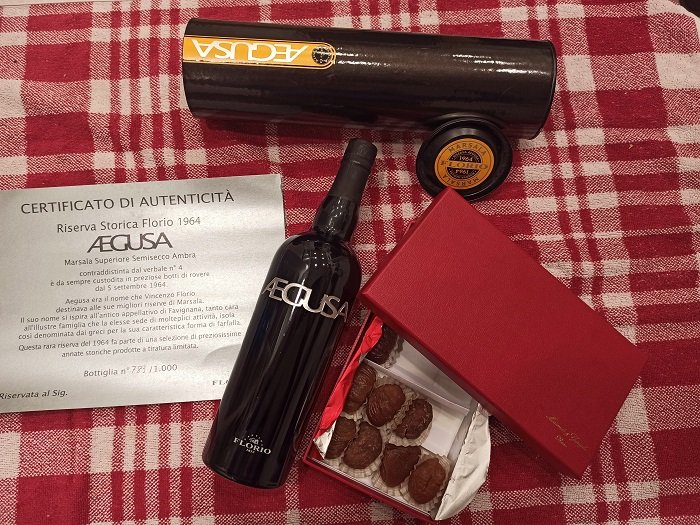 ÆGUSA
MARSALA
1964
FLORIO
MARSALA
CERTIFICATO DI AUTENTICITÀ
Riserva Storica Florio 1964
ÆGUSA
Marsala Superiore Semisecco Ambra
contraddistinta dal verbale n° 4
è da sempre custodita in preziose botti di rovere
dal 5 settembre 1964.
Aegusa era il nome che Vincenzo Florio
destinava alle sue migliori riserve di Marsala.
Il suo nome si ispira all'antico appellativo di Favignana, tanto cara
all'illustre famiglia che la elesse sede di molteplici attività, isola
così denominata dai greci per la sua caratteristica forma di farfalla.
Questa rara riserva del 1964 fa parte di una selezione di preziosissime
annate storiche prodotte a tiratura limitata.
Bottiglia n° /1.000
Riservata al Sig.
ÆGUSA
FLORIO